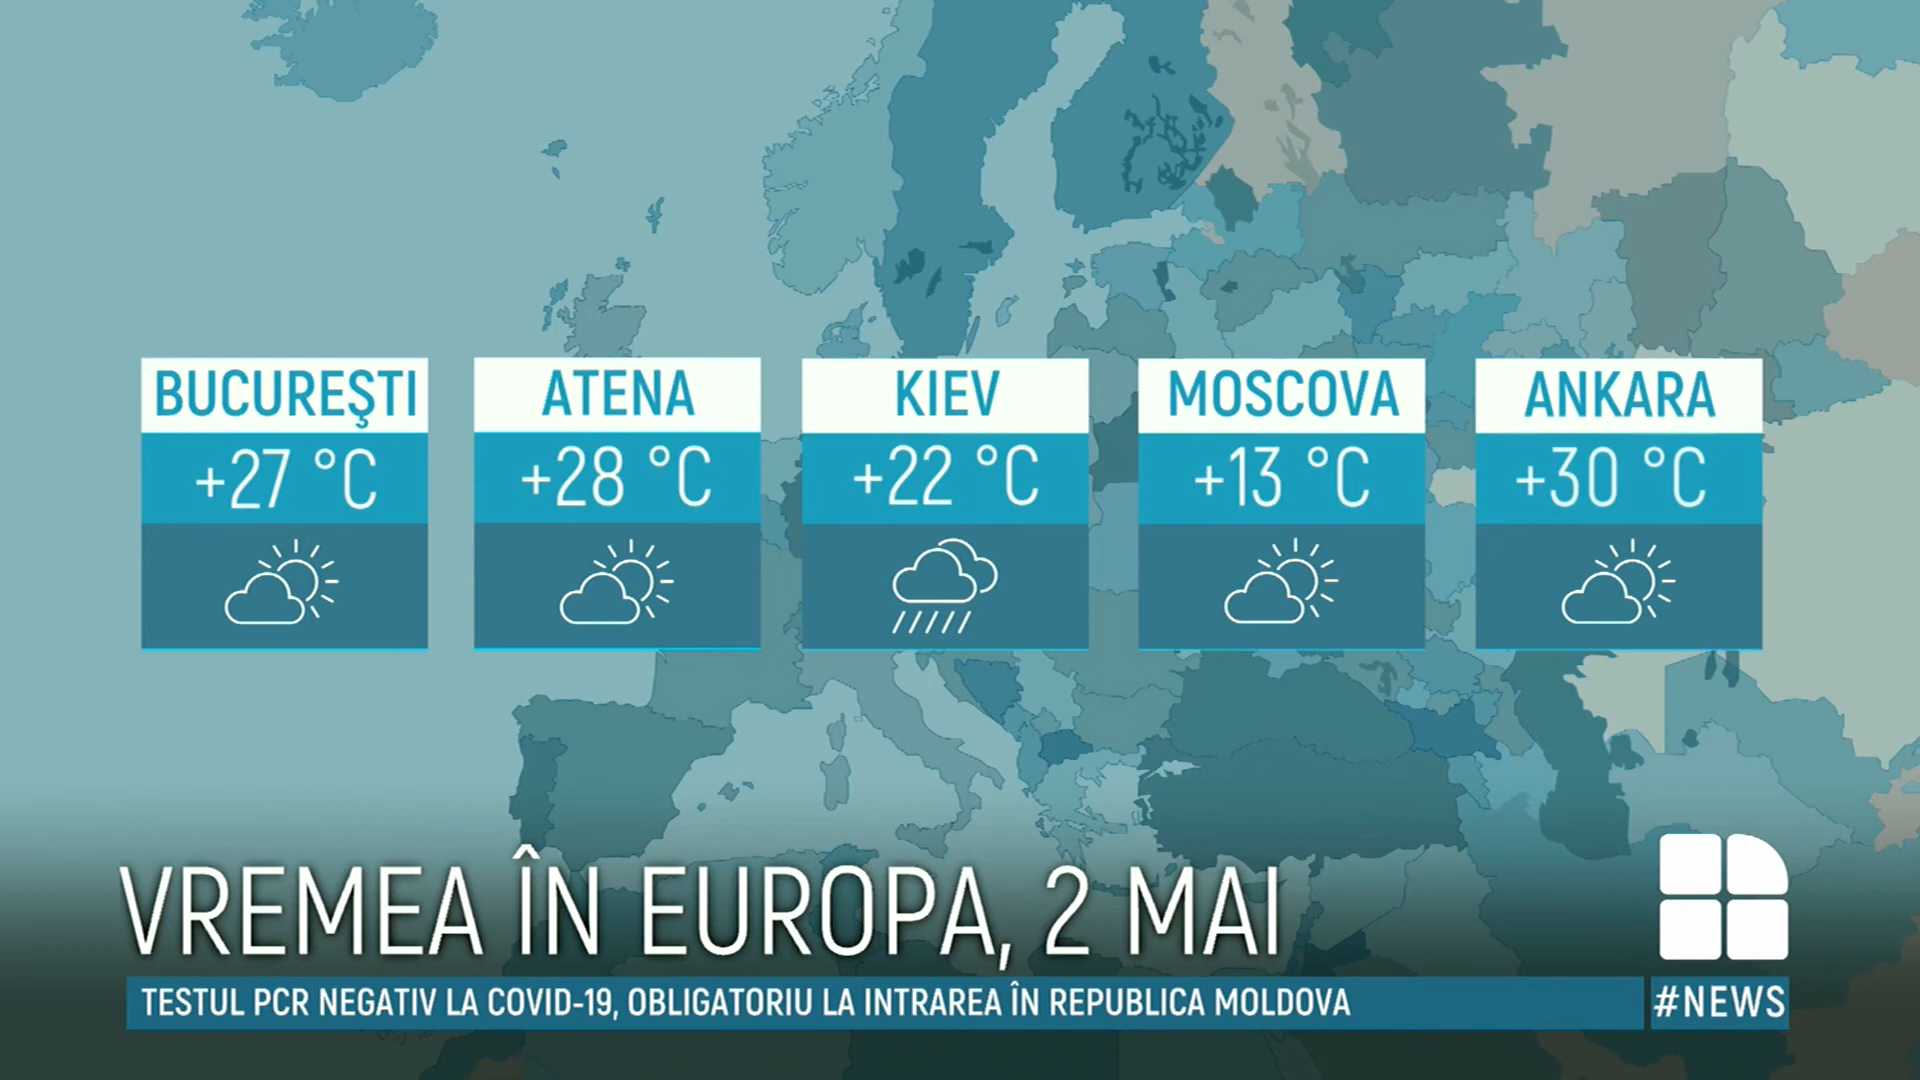 BUCUREŞTI
+27 °C
ATENA
+28 °C
KIEV
+22 °C
MOSCOVA
+13 °C
ANKARA
+30 °C
VREMEA ÎN EUROPA, 2 MAI
TESTUL PCR NEGATIV LA COVID-19, OBLIGATORIU LA INTRAREA ÎN REPUBLICA MOLDOVA
#NEWS